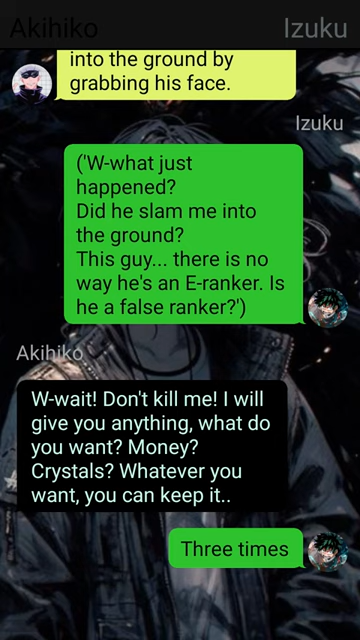 Akihiko
Izuku
into the ground by
grabbing his face.
Izuku
('W-what just
happened?
Did he slam me into
the ground?
This guy... there is no
way he's an E-ranker. Is
he a false ranker?')
Akihiko
W-wait! Don't kill me! I will
give you anything, what do
you want? Money?
Crystals? Whatever you
want, you can keep it..
Three times